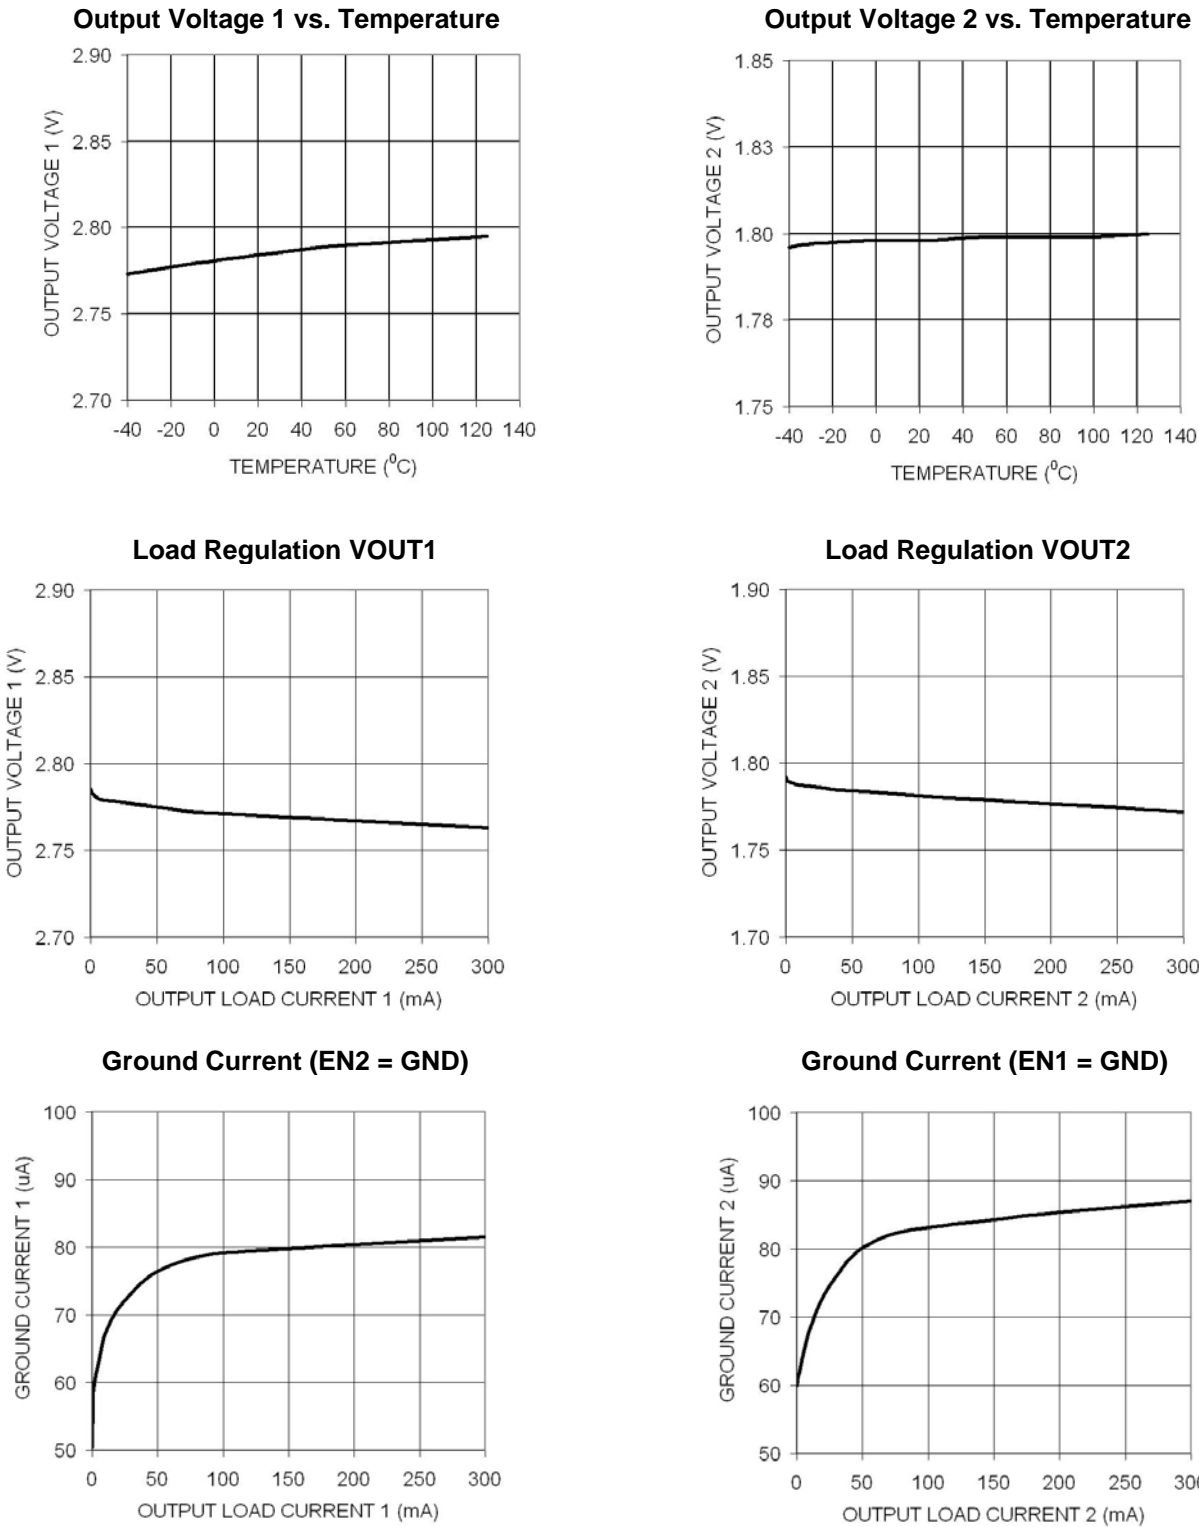 Output Voltage 1 vs. Temperature
2.90
2.85
2.80
2.75
2.70
OUTPUT VOLTAGE 1 (V)
-40 -20 0 20 40 60 80 100 120 140
TEMPERATURE (⁰C)
Output Voltage 2 vs. Temperature
1.85
1.83
1.80
1.78
1.75
OUTPUT VOLTAGE 2 (V)
-40 -20 0 20 40 60 80 100 120 140
TEMPERATURE (⁰C)
Load Regulation VOUT1
2.90
2.85
2.80
2.75
2.70
OUTPUT VOLTAGE 1 (V)
0 50 100 150 200 250 300
OUTPUT LOAD CURRENT 1 (mA)
Load Regulation VOUT2
1.90
1.85
1.80
1.75
1.70
OUTPUT VOLTAGE 2 (V)
0 50 100 150 200 250 300
OUTPUT LOAD CURRENT 2 (mA)
Ground Current (EN2 = GND)
100
90
80
70
60
50
GROUND CURRENT 1 (uA)
0 50 100 150 200 250 300
OUTPUT LOAD CURRENT 1 (mA)
Ground Current (EN1 = GND)
100
90
80
70
60
50
GROUND CURRENT 2 (uA)
0 50 100 150 200 250 300
OUTPUT LOAD CURRENT 2 (mA)